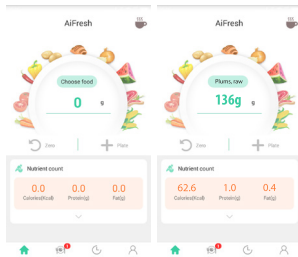 AiFresh
Choose food
0 g
Zero
Plans
Nutrient count
0.0 0.0 0.0
Calories(Kcal) Protein(g) Fat(g)
AiFresh
Plums, raw
136g g
Zero
Plans
Nutrient count
62.6 1.0 0.4
Calories(Kcal) Protein(g) Fat(g)